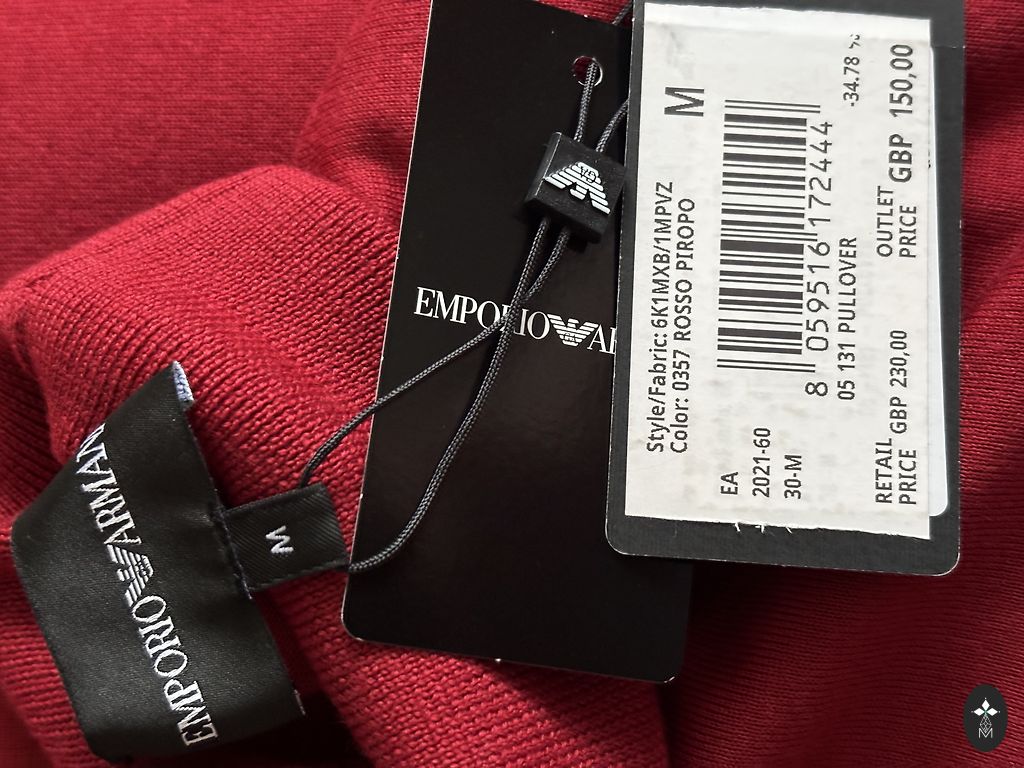 EMPORIO ARMANI
M
EMPORIO AR
Style/Fabric: 6K1MXB/1MPVZ
Color: 0357 ROSSO PIROPO
M
EA
2021-60
30-M
8 059516 172444
05 131 PULLOVER
-34.78 %
RETAIL PRICE GBP 230,00
OUTLET PRICE GBP 150,00
M